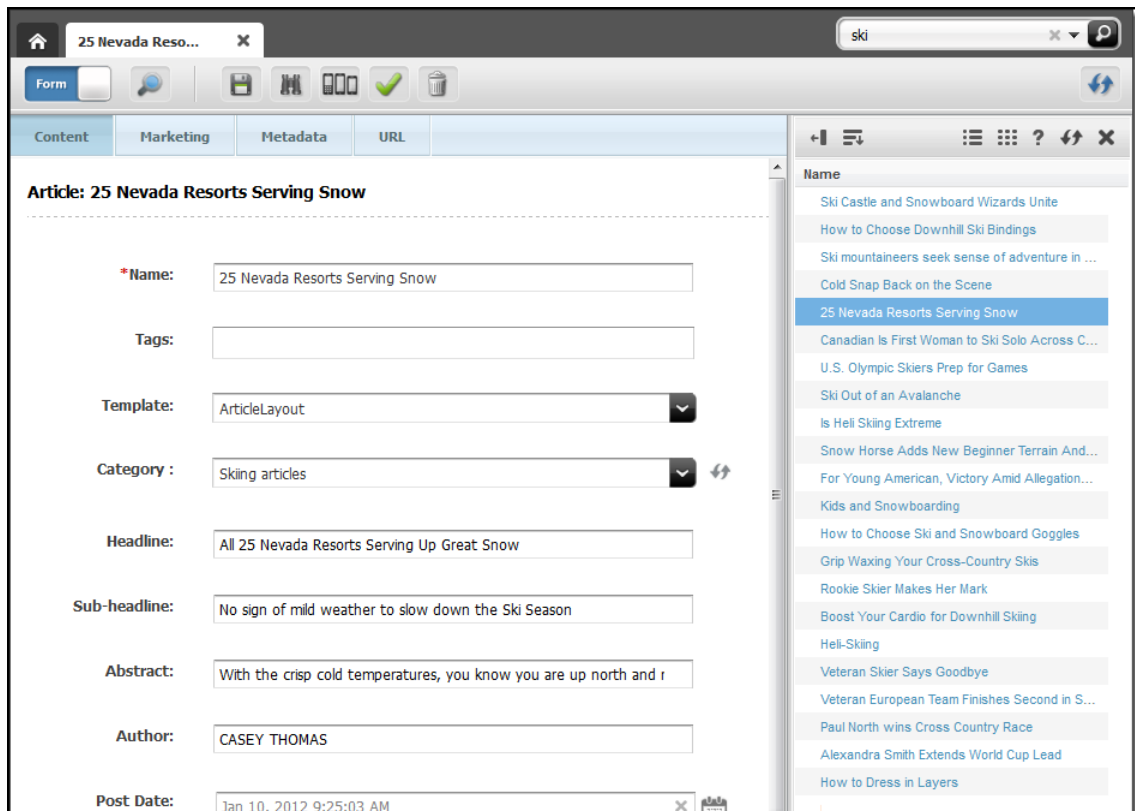 25 Nevada Reso...
ski
Form
Content
Marketing
Metadata
URL
Article: 25 Nevada Resorts Serving Snow
*Name:
25 Nevada Resorts Serving Snow
Tags:
Template:
ArticleLayout
Category :
Skiing articles
Headline:
All 25 Nevada Resorts Serving Up Great Snow
Sub-headline:
No sign of mild weather to slow down the Ski Season
Abstract:
With the crisp cold temperatures, you know you are up north and r
Author:
CASEY THOMAS
Post Date:
Jan 10, 2012 9:25:03 AM
?
Name
Ski Castle and Snowboard Wizards Unite
How to Choose Downhill Ski Bindings
Ski mountaineers seek sense of adventure in ...
Cold Snap Back on the Scene
25 Nevada Resorts Serving Snow
Canadian Is First Woman to Ski Solo Across C...
U.S. Olympic Skiers Prep for Games
Ski Out of an Avalanche
Is Heli Skiing Extreme
Snow Horse Adds New Beginner Terrain And...
For Young American, Victory Amid Allegation...
Kids and Snowboarding
How to Choose Ski and Snowboard Goggles
Grip Waxing Your Cross-Country Skis
Rookie Skier Makes Her Mark
Boost Your Cardio for Downhill Skiing
Heli-Skiing
Veteran Skier Says Goodbye
Veteran European Team Finishes Second in S...
Paul North wins Cross Country Race
Alexandra Smith Extends World Cup Lead
How to Dress in Layers